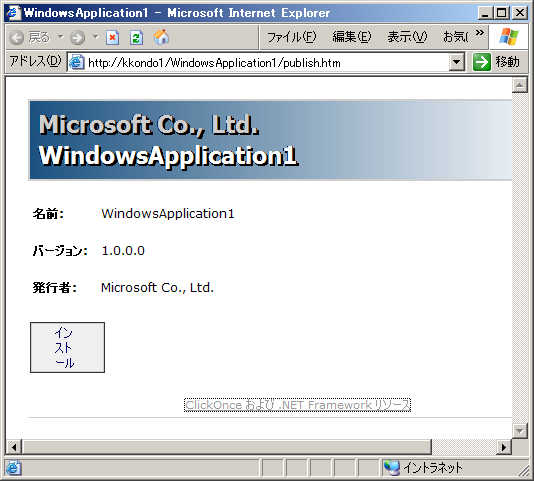 WindowsApplication1 - Microsoft Internet Explorer
戻る
ファイル(F) 編集(E) 表示(V) お気(
アドレス(D) http://kkondo1/WindowsApplication1/publish.htm 移動
Microsoft Co., Ltd.
WindowsApplication1
名前: WindowsApplication1
バージョン: 1.0.0.0
発行者: Microsoft Co., Ltd.
イン
スト
ール
ClickOnce および .NET Framework リソース
イントラネット